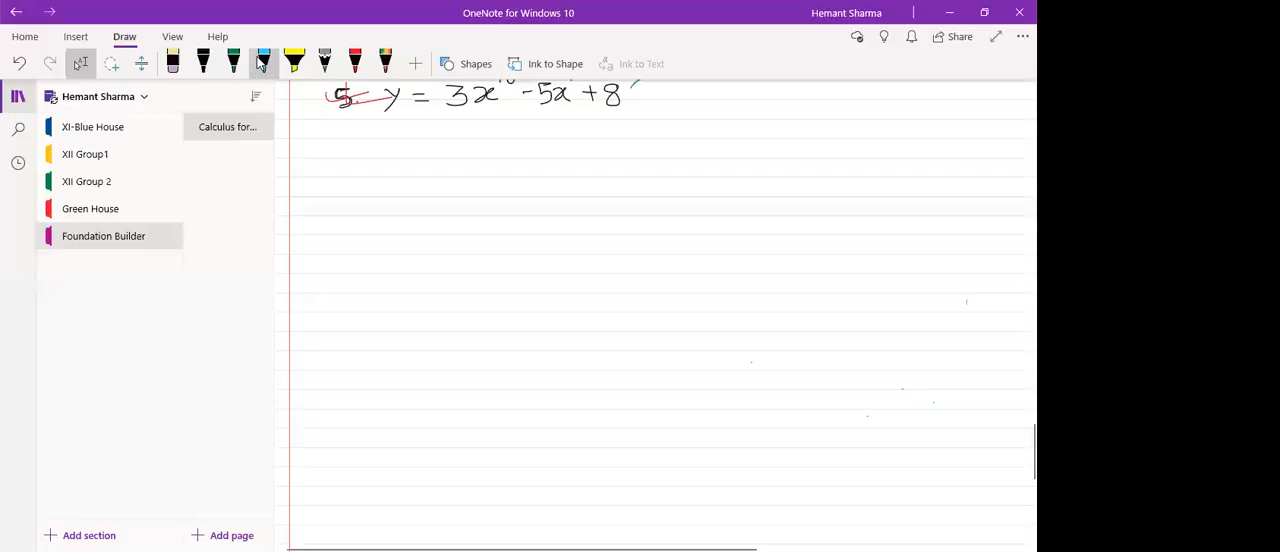 OneNote for Windows 10
Hemant Sharma
Home Insert Draw View Help
Share
Shapes Ink to Shape Ink to Text
Hemant Sharma
XI-Blue House
Calculus for...
XII Group1
XII Group 2
Green House
Foundation Builder
5. y = 3x¹⁰ - 5x + 8
Add section Add page